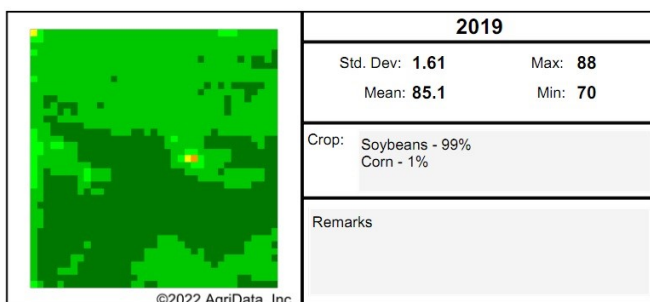 2019
Std. Dev: 1.61 Max: 88
Mean: 85.1 Min: 70
Crop: Soybeans - 99%
Corn - 1%
Remarks
©2022 AgriData, Inc.